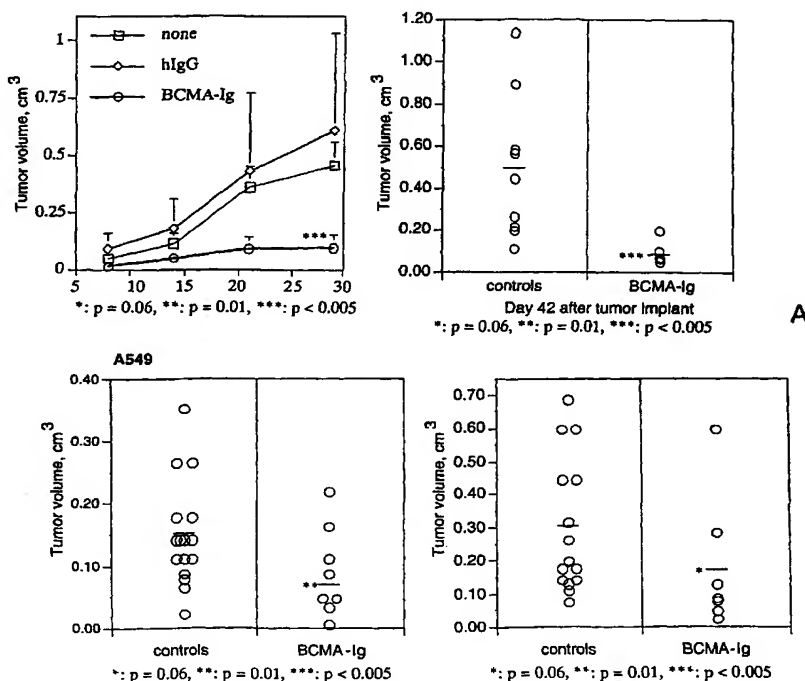 none
hIgG
BCMA-Ig
Tumor volume, cm3
1
0.75
0.5
0.25
0
***
5 10 15 20 25 30
*: p = 0.06, **: p = 0.01, ***: p < 0.005
Tumor volume, cm3
1.20
1.00
0.80
0.60
0.40
0.20
0.00
***
controls BCMA-Ig
Day 42 after tumor implant
*: p = 0.06, **: p = 0.01, ***: p < 0.005
A
A549
Tumor volume, cm3
0.40
0.30
0.20
0.10
0.00
**
controls BCMA-Ig
*: p = 0.06, **: p = 0.01, ***: p < 0.005
Tumor volume, cm3
0.70
0.60
0.50
0.40
0.30
0.20
0.10
0.00
*
controls BCMA-Ig
*: p = 0.06, **: p = 0.01, ***: p < 0.005